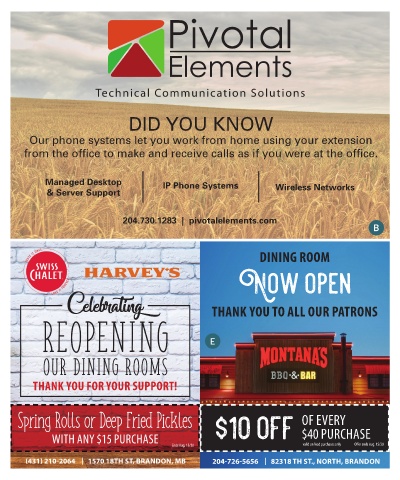 Pivotal
Elements
Technical Communication Solutions
DID YOU KNOW
Our phone systems let you work from home using your extension
from the office to make and receive calls as if you were at the office.
Managed Desktop
& Server Support
IP Phone Systems
Wireless Networks
204.730.1283 | pivotalelements.com
B
SWISS
CHALET
HARVEY'S
Celebrating
REOPENING
OUR DINING ROOMS
THANK YOU FOR YOUR SUPPORT!
Spring Rolls or Deep Fried Pickles
WITH ANY $15 PURCHASE
(431) 210-2064 | 1570 18TH ST, BRANDON, MB
DINING ROOM
NOW OPEN
THANK YOU TO ALL OUR PATRONS
E
MONTANA'S
BBQ & BAR
$10 OFF
OF EVERY
$40 PURCHASE
204-726-5656 | 82318 TH ST., NORTH, BRANDON